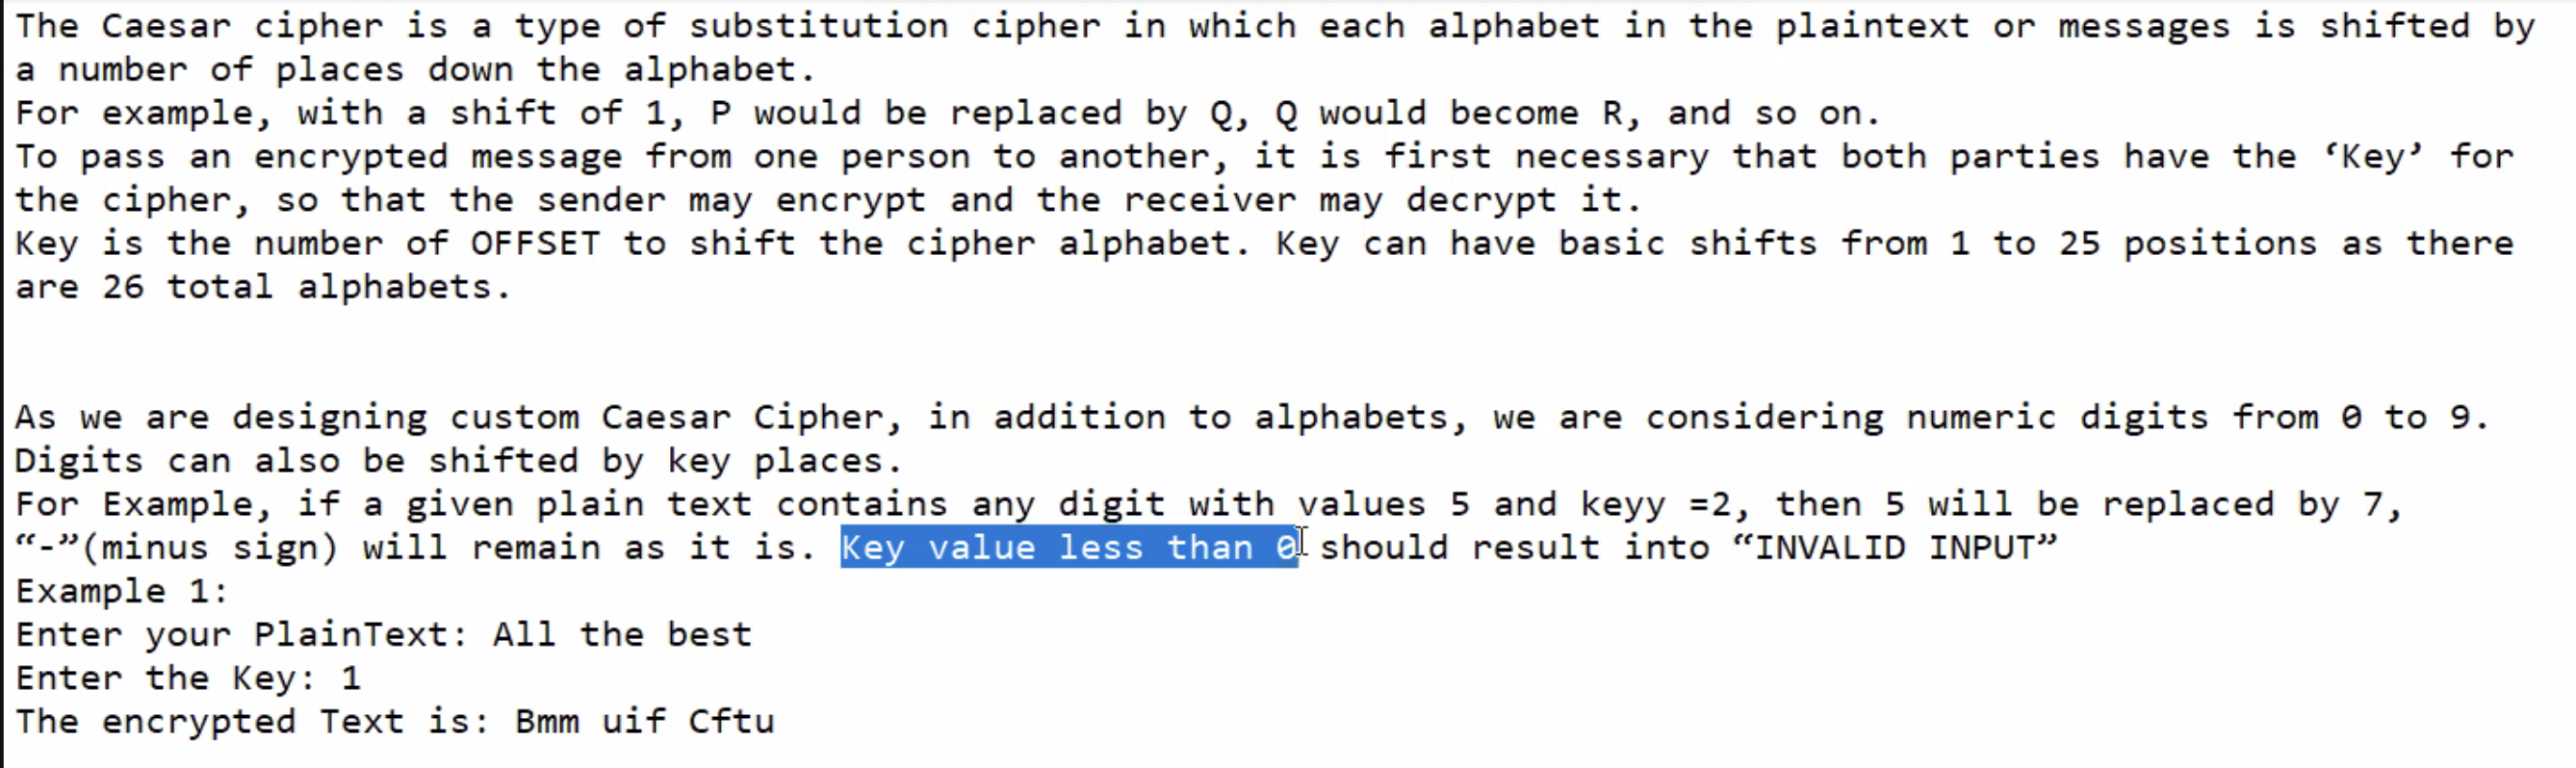 The Caesar cipher is a type of substitution cipher in which each alphabet in the plaintext or messages is shifted by
a number of places down the alphabet.
For example, with a shift of 1, P would be replaced by Q, Q would become R, and so on.
To pass an encrypted message from one person to another, it is first necessary that both parties have the ‘Key’ for
the cipher, so that the sender may encrypt and the receiver may decrypt it.
Key is the number of OFFSET to shift the cipher alphabet. Key can have basic shifts from 1 to 25 positions as there
are 26 total alphabets.
As we are designing custom Caesar Cipher, in addition to alphabets, we are considering numeric digits from 0 to 9.
Digits can also be shifted by key places.
For Example, if a given plain text contains any digit with values 5 and keyy =2, then 5 will be replaced by 7,
“-”(minus sign) will remain as it is. Key value less than 0 should result into “INVALID INPUT”
Example 1:
Enter your PlainText: All the best
Enter the Key: 1
The encrypted Text is: Bmm uif Cftu